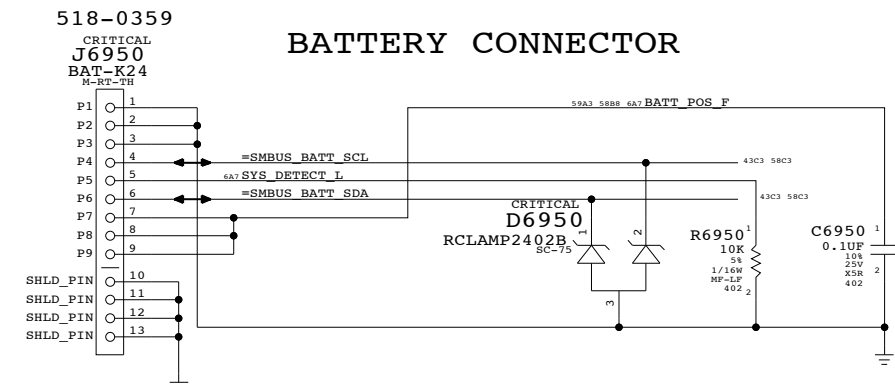 518-0359
CRITICAL
J6950
BAT-K24
M-RT-TH
BATTERY CONNECTOR
P1 1
P2 2
P3 3
P4 4 =SMBUS_BATT_SCL 43C3 58C3
P5 5 6A7 SYS_DETECT_L
P6 6 =SMBUS_BATT_SDA 43C3 58C3
P7 7
P8 8
P9 9
SHLD_PIN 10
SHLD_PIN 11
SHLD_PIN 12
SHLD_PIN 13
59A3 58B8 6A7 BATT_POS_F
CRITICAL
D6950
RCLAMP2402B
SC-75
1
2
3
R6950 1
10K
5%
1/16W
MF-LF
402 2
C6950 1
0.1UF
10%
25V
X5R
402 2